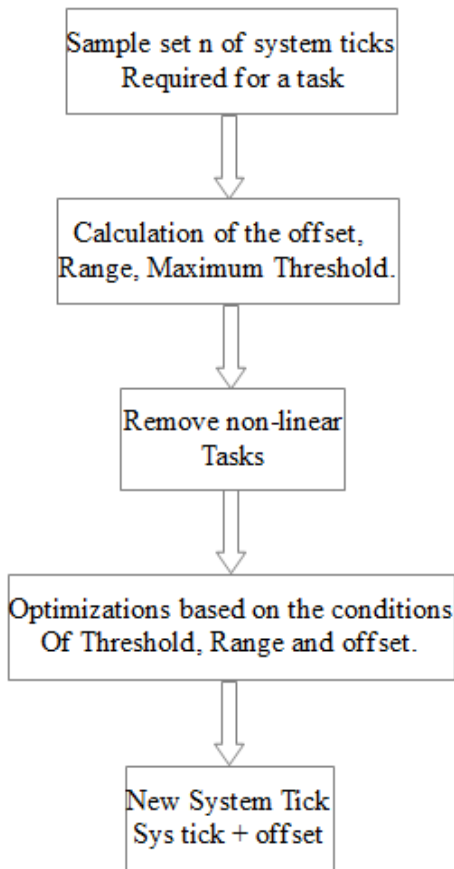 Sample set n of system ticks
Required for a task
Calculation of the offset,
Range, Maximum Threshold.
Remove non-linear
Tasks
Optimizations based on the conditions
Of Threshold, Range and offset.
New System Tick
Sys tick + offset